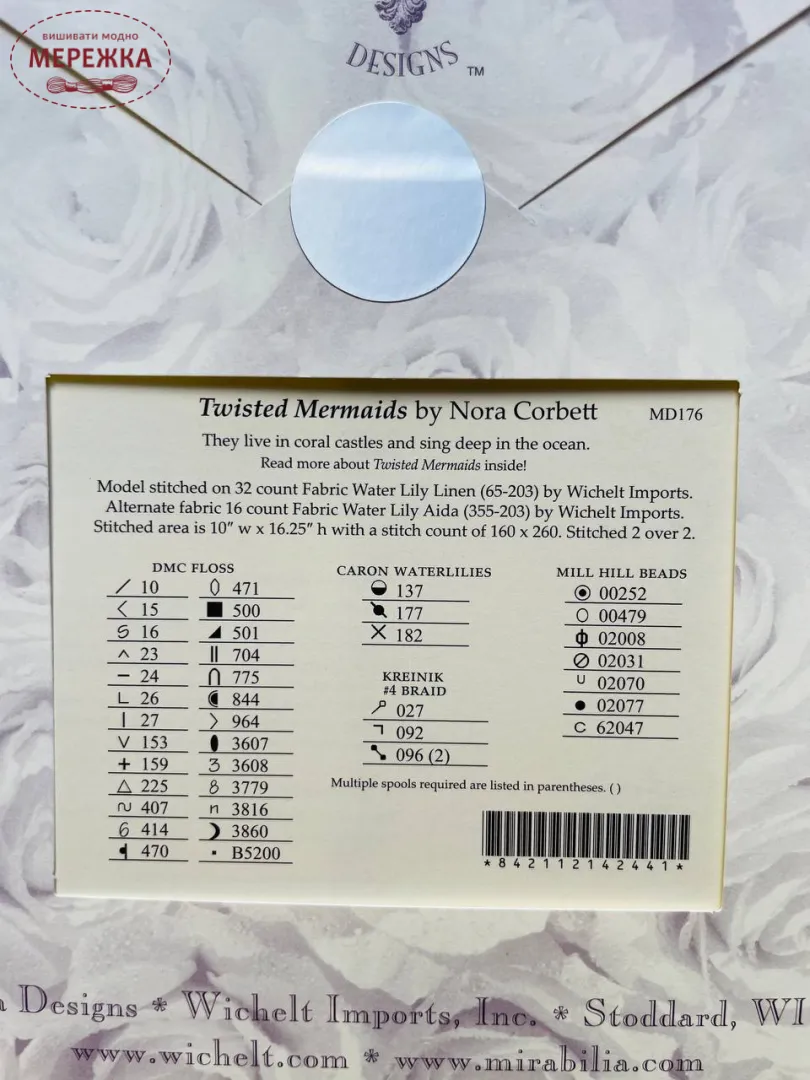 вишивати модно
МЕРЕЖКА
DESIGNS TM
Twisted Mermaids by Nora Corbett MD176
They live in coral castles and sing deep in the ocean.
Read more about Twisted Mermaids inside!
Model stitched on 32 count Fabric Water Lily Linen (65-203) by Wichelt Imports.
Alternate fabric 16 count Fabric Water Lily Aida (355-203) by Wichelt Imports.
Stitched area is 10″ w x 16.25″ h with a stitch count of 160 x 260. Stitched 2 over 2.
DMC FLOSS
10
15
16
23
24
26
27
153
159
225
407
414
470
471
500
501
704
775
844
964
3607
3608
3779
3816
3860
B5200
CARON WATERLILIES
137
177
182
KREINIK
#4 BRAID
027
092
096 (2)
MILL HILL BEADS
00252
00479
02008
02031
02070
02077
62047
Multiple spools required are listed in parentheses. ( )
*842112142441*
a Designs * Wichelt Imports, Inc. * Stoddard, WI
www.wichelt.com * www.mirabilia.com